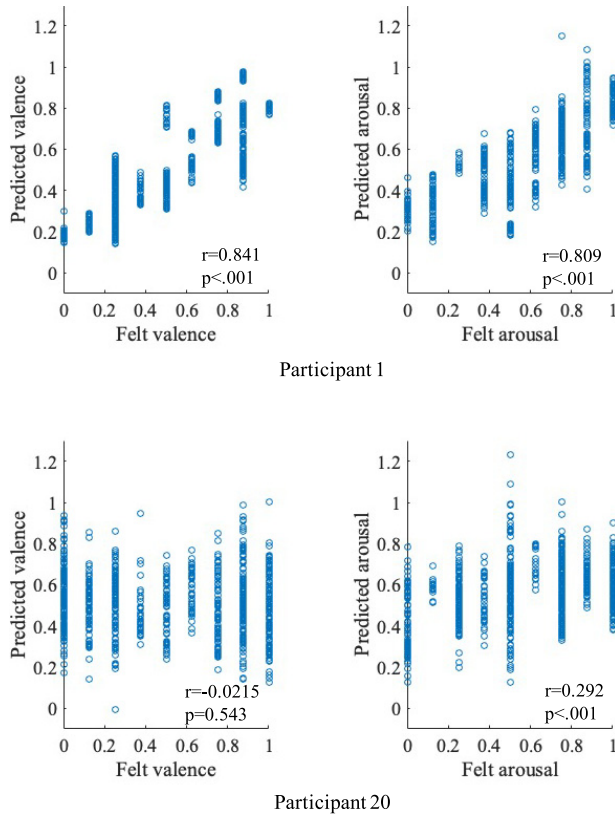 1.2
1
0.8
0.6
0.4
0.2
0
Predicted valence
r=0.841
p<.001
0 0.2 0.4 0.6 0.8 1
Felt valence
1.2
1
0.8
0.6
0.4
0.2
0
Predicted arousal
r=0.809
p<.001
0 0.2 0.4 0.6 0.8 1
Felt arousal
Participant 1
1.2
1
0.8
0.6
0.4
0.2
0
Predicted valence
r=-0.0215
p=0.543
0 0.2 0.4 0.6 0.8 1
Felt valence
1.2
1
0.8
0.6
0.4
0.2
0
Predicted arousal
r=0.292
p<.001
0 0.2 0.4 0.6 0.8 1
Felt arousal
Participant 20